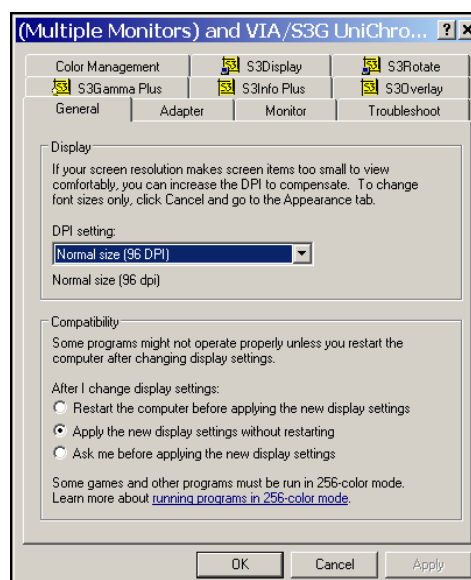 (Multiple Monitors) and VIA/S3G UniChro...
Color Management S3Display S3Rotate
S3Gamma Plus S3Info Plus S3Overlay
General Adapter Monitor Troubleshoot
Display
If your screen resolution makes screen items too small to view
comfortably, you can increase the DPI to compensate. To change
font sizes only, click Cancel and go to the Appearance tab.
DPI setting:
Normal size (96 DPI)
Normal size (96 dpi)
Compatibility
Some programs might not operate properly unless you restart the
computer after changing display settings.
After I change display settings:
Restart the computer before applying the new display settings
Apply the new display settings without restarting
Ask me before applying the new display settings
Some games and other programs must be run in 256-color mode.
Learn more about running programs in 256-color mode.
OK Cancel Apply